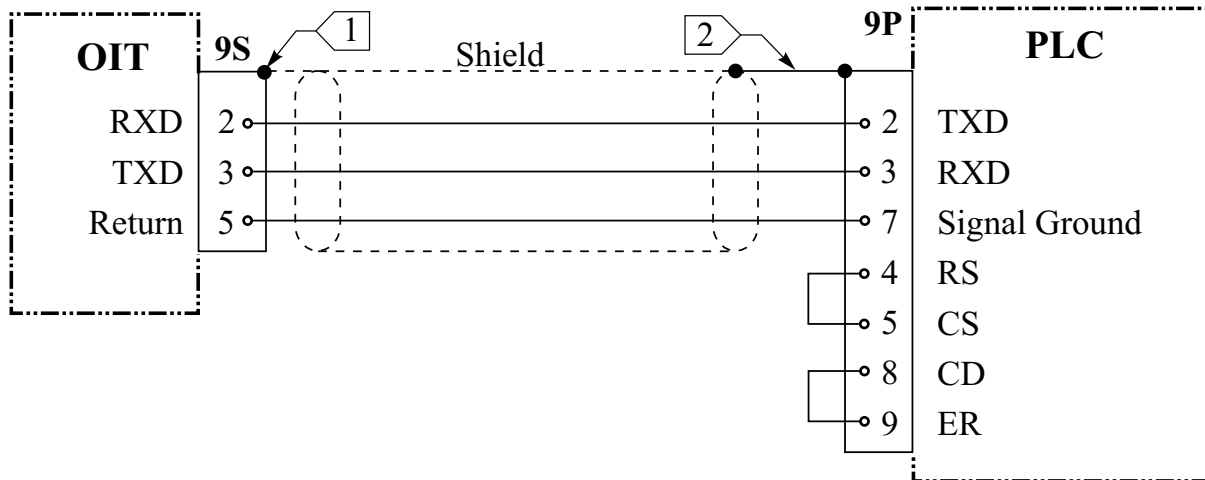 OIT
9S
1
Shield
2
9P
PLC
RXD 2
2 TXD
TXD 3
3 RXD
Return 5
7 Signal Ground
4 RS
5 CS
8 CD
9 ER